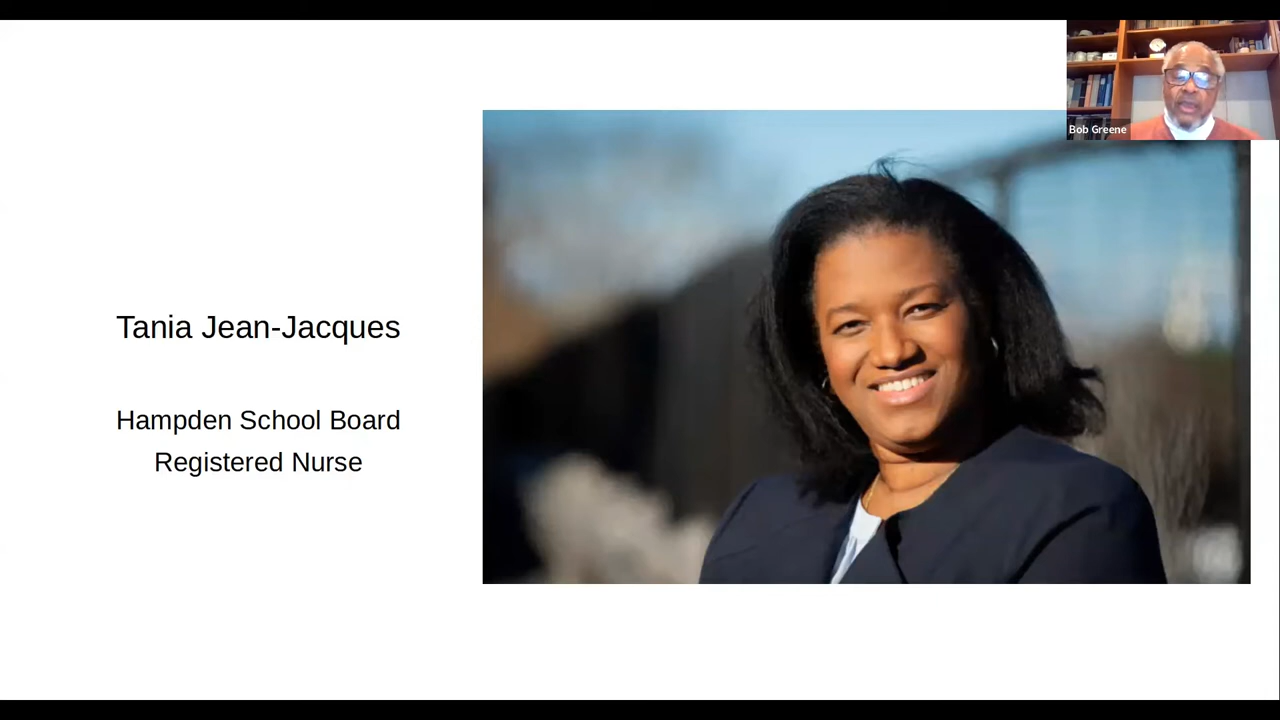 Bob Greene
Tania Jean-Jacques
Hampden School Board
Registered Nurse